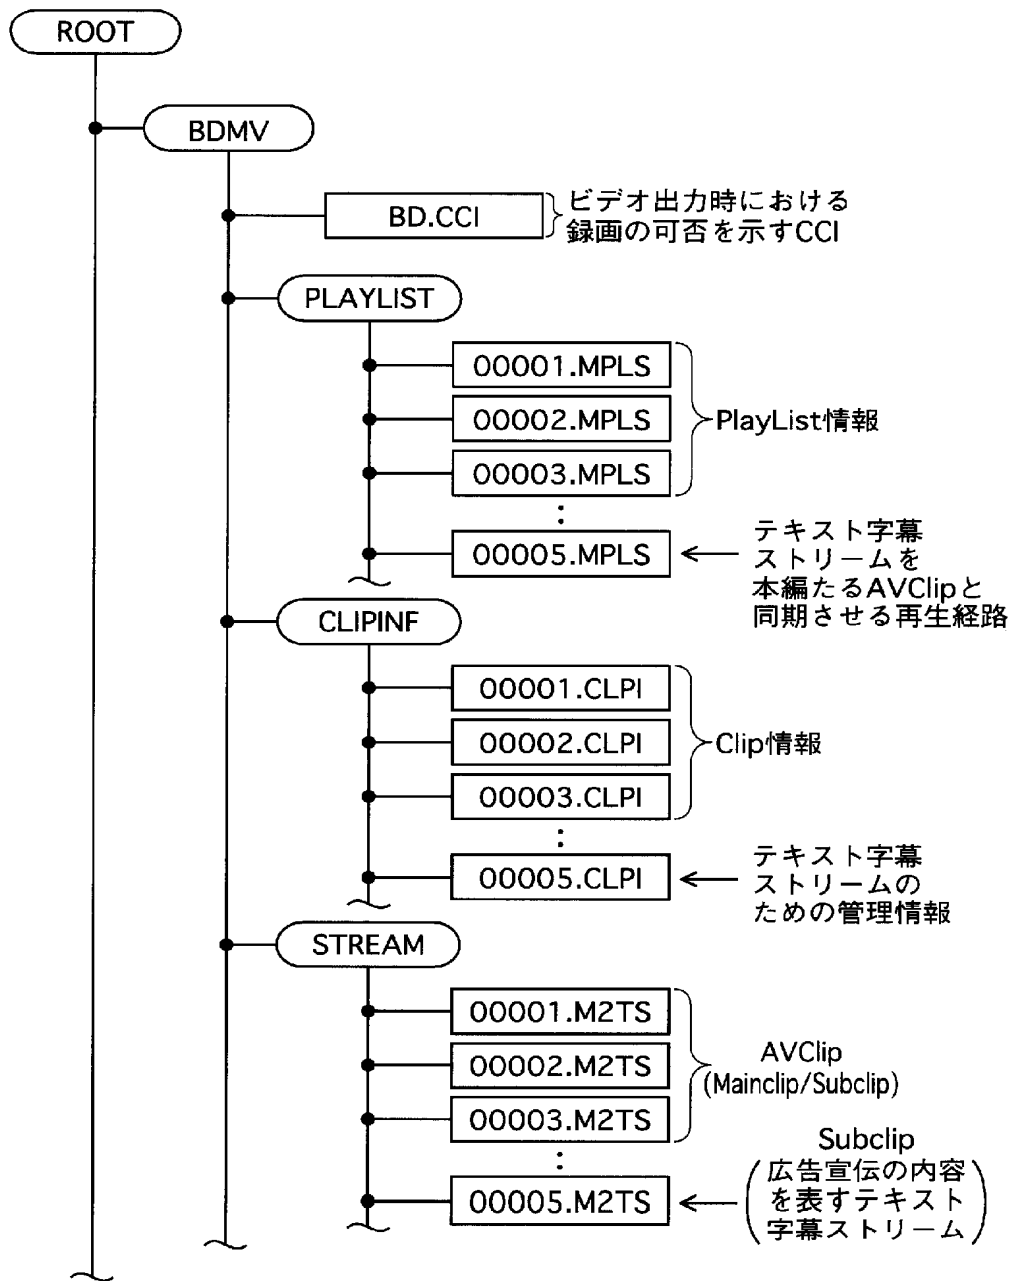 ROOT
BDMV
BD.CCI
ビデオ出力時における
録画の可否を示すCCI
PLAYLIST
00001.MPLS
00002.MPLS
PlayList情報
00003.MPLS
00005.MPLS
テキスト字幕
ストリームを
本編たるAVClipと
同期させる再生経路
CLIPINF
00001.CLPI
00002.CLPI
Clip情報
00003.CLPI
00005.CLPI
テキスト字幕
ストリームの
ための管理情報
STREAM
00001.M2TS
00002.M2TS
AVClip
(Mainclip/Subclip)
00003.M2TS
00005.M2TS
Subclip
(広告宣伝の内容
を表すテキスト
字幕ストリーム)